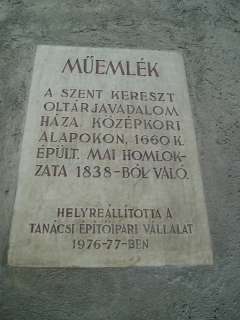 MŰEMLÉK
A SZENT KERESZT
OLTÁRJAVADALOM
HÁZA. KÖZÉPKORI
ALAPOKON, 1660 K.
ÉPÜLT. MAI HOMLOK-
ZATA 1838-BÓL VALÓ.
HELYREÁLLÍTOTTA A
TANÁCSI ÉPÍTŐIPARI VÁLLALAT
1976-77-BEN